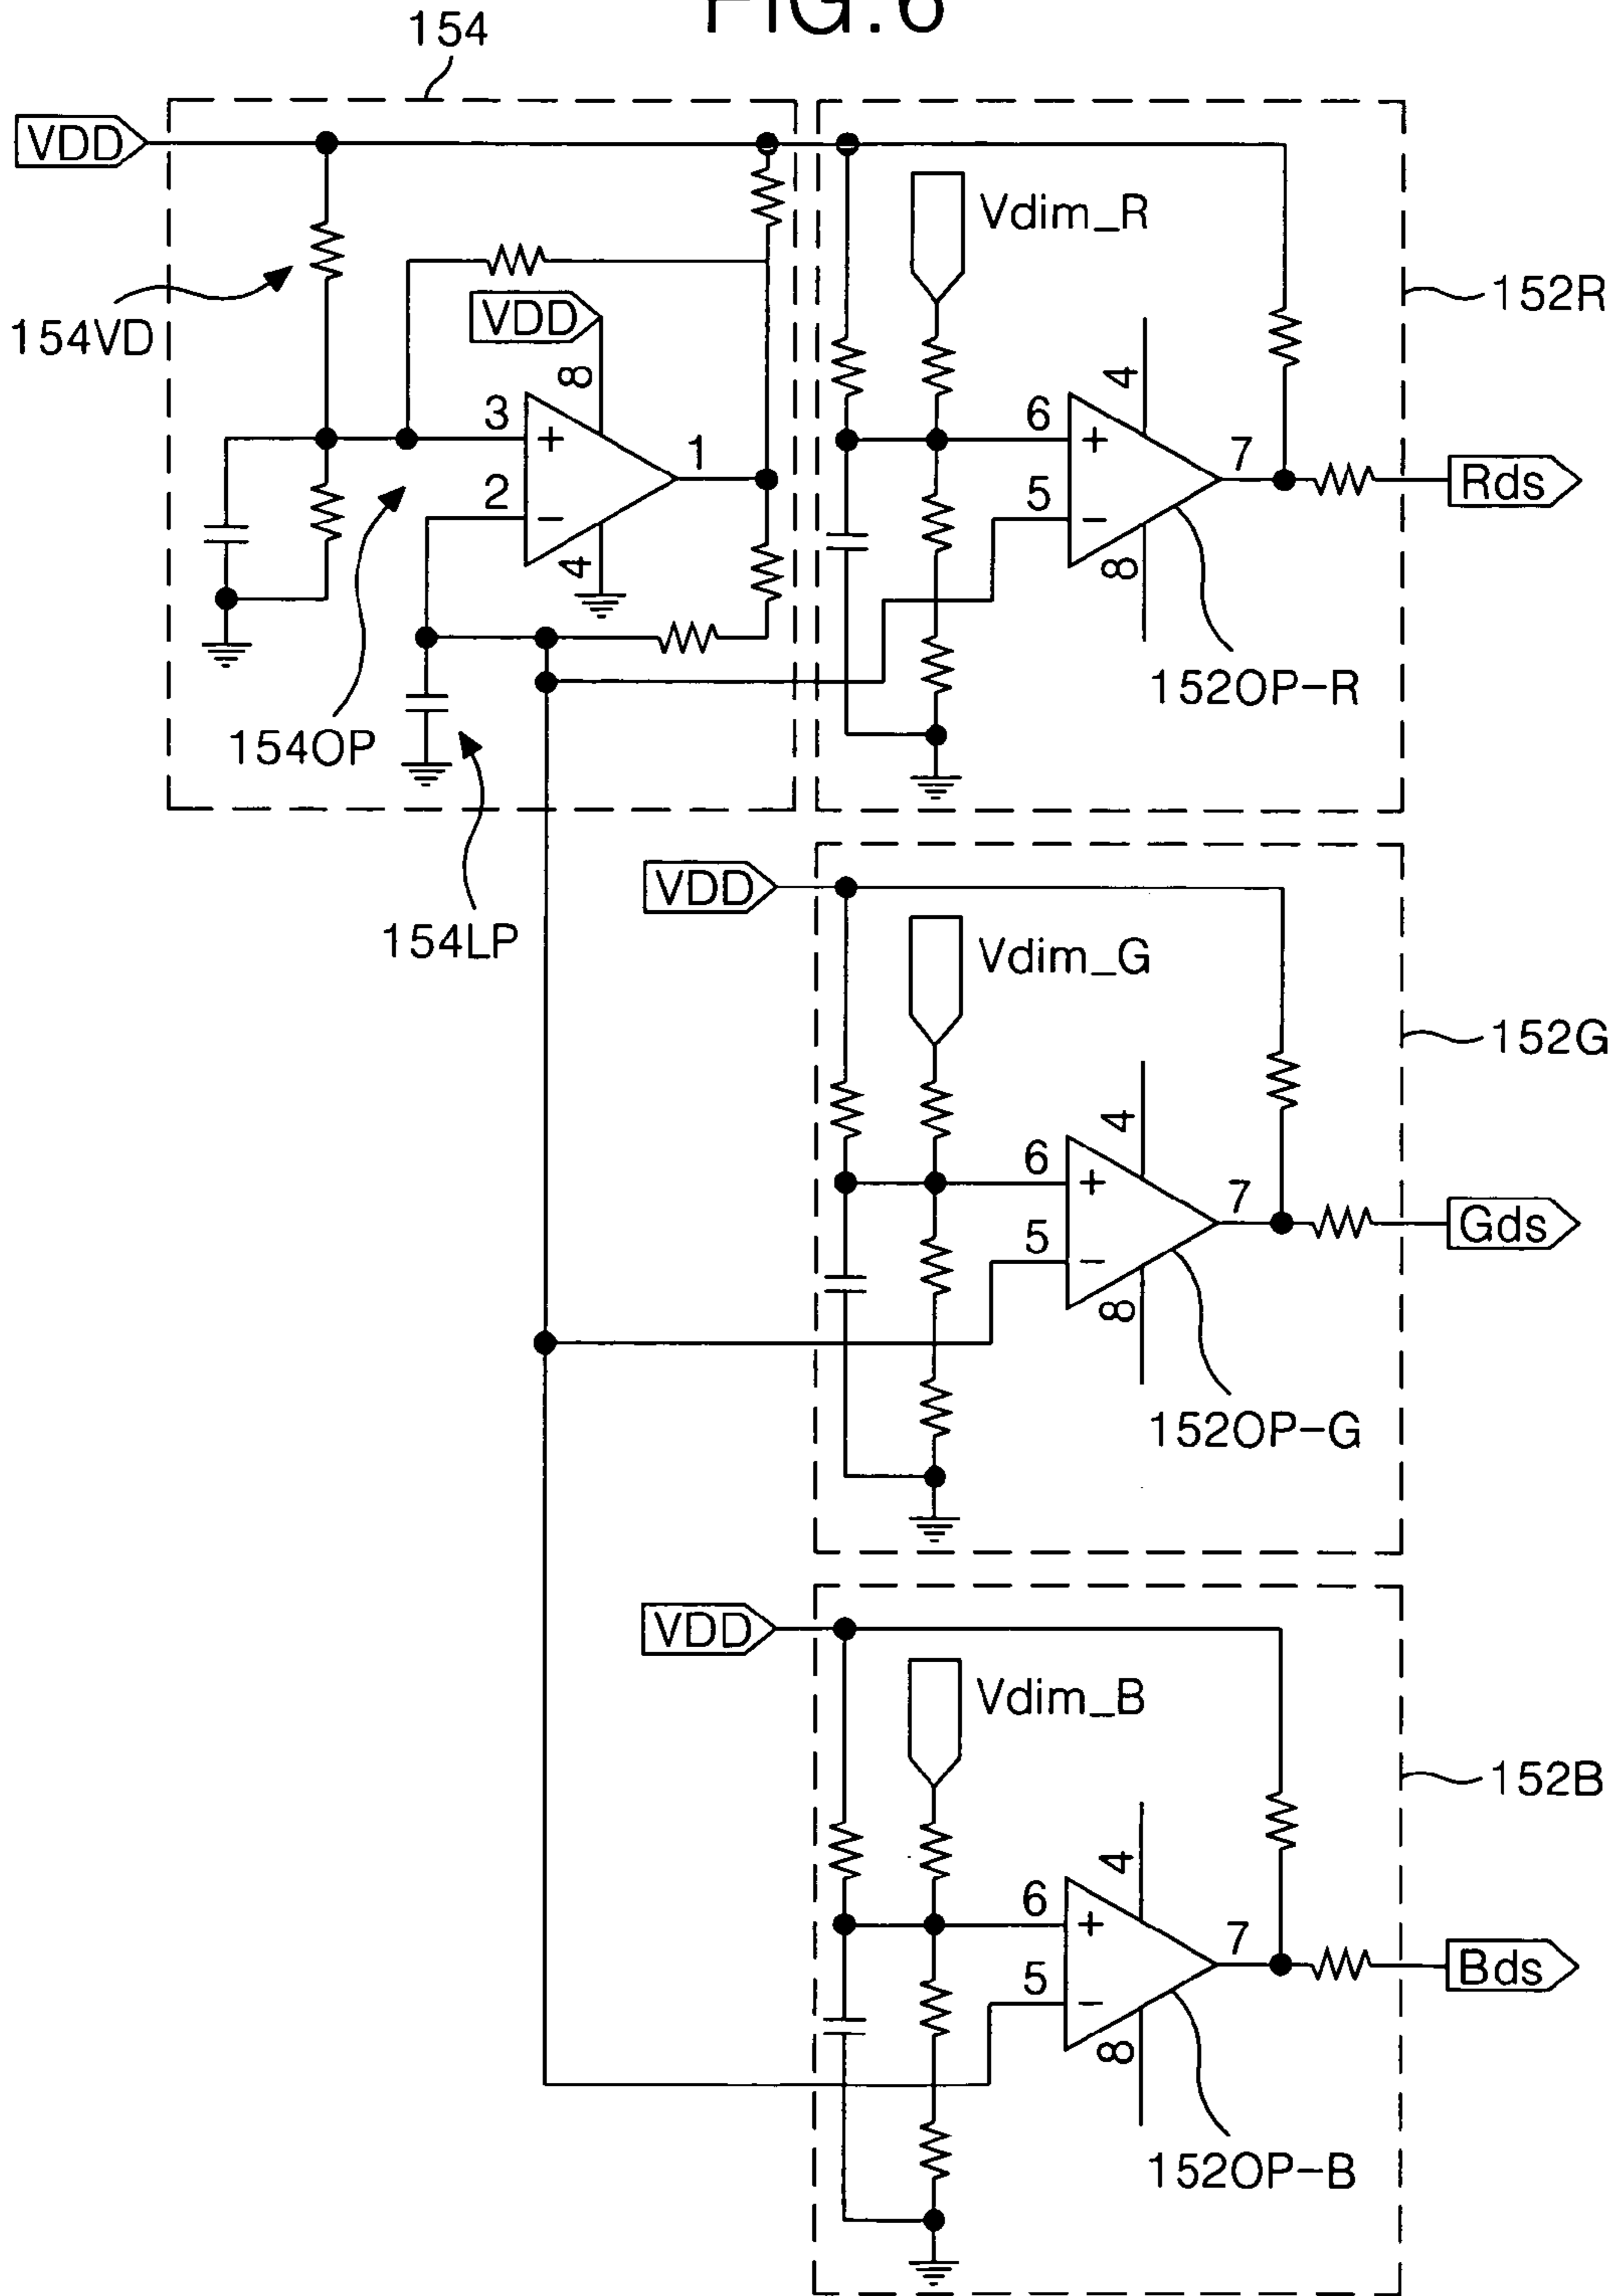 FIG.6
154
VDD
Vdim_R
152R
154VD
VDD
8
3
+
2
−
4
1
6
+
5
−
4
8
7
Rds
154OP
152OP-R
154LP
VDD
Vdim_G
152G
6
+
5
−
4
8
7
Gds
152OP-G
VDD
Vdim_B
152B
6
+
5
−
4
8
7
Bds
152OP-B